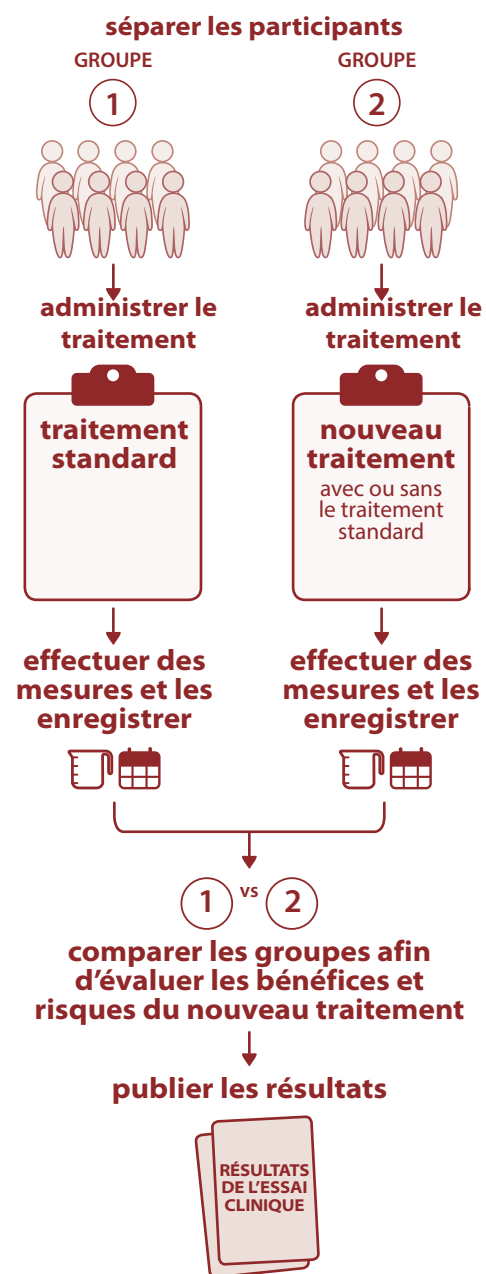 séparer les participants
GROUPE
1
GROUPE
2
administrer le
traitement
administrer le
traitement
traitement
standard
nouveau
traitement
avec ou sans
le traitement
standard
effectuer des
mesures et les
enregistrer
effectuer des
mesures et les
enregistrer
1 vs 2
comparer les groupes afin
d’évaluer les bénéfices et
risques du nouveau traitement
publier les résultats
RÉSULTATS
DE L’ESSAI
CLINIQUE